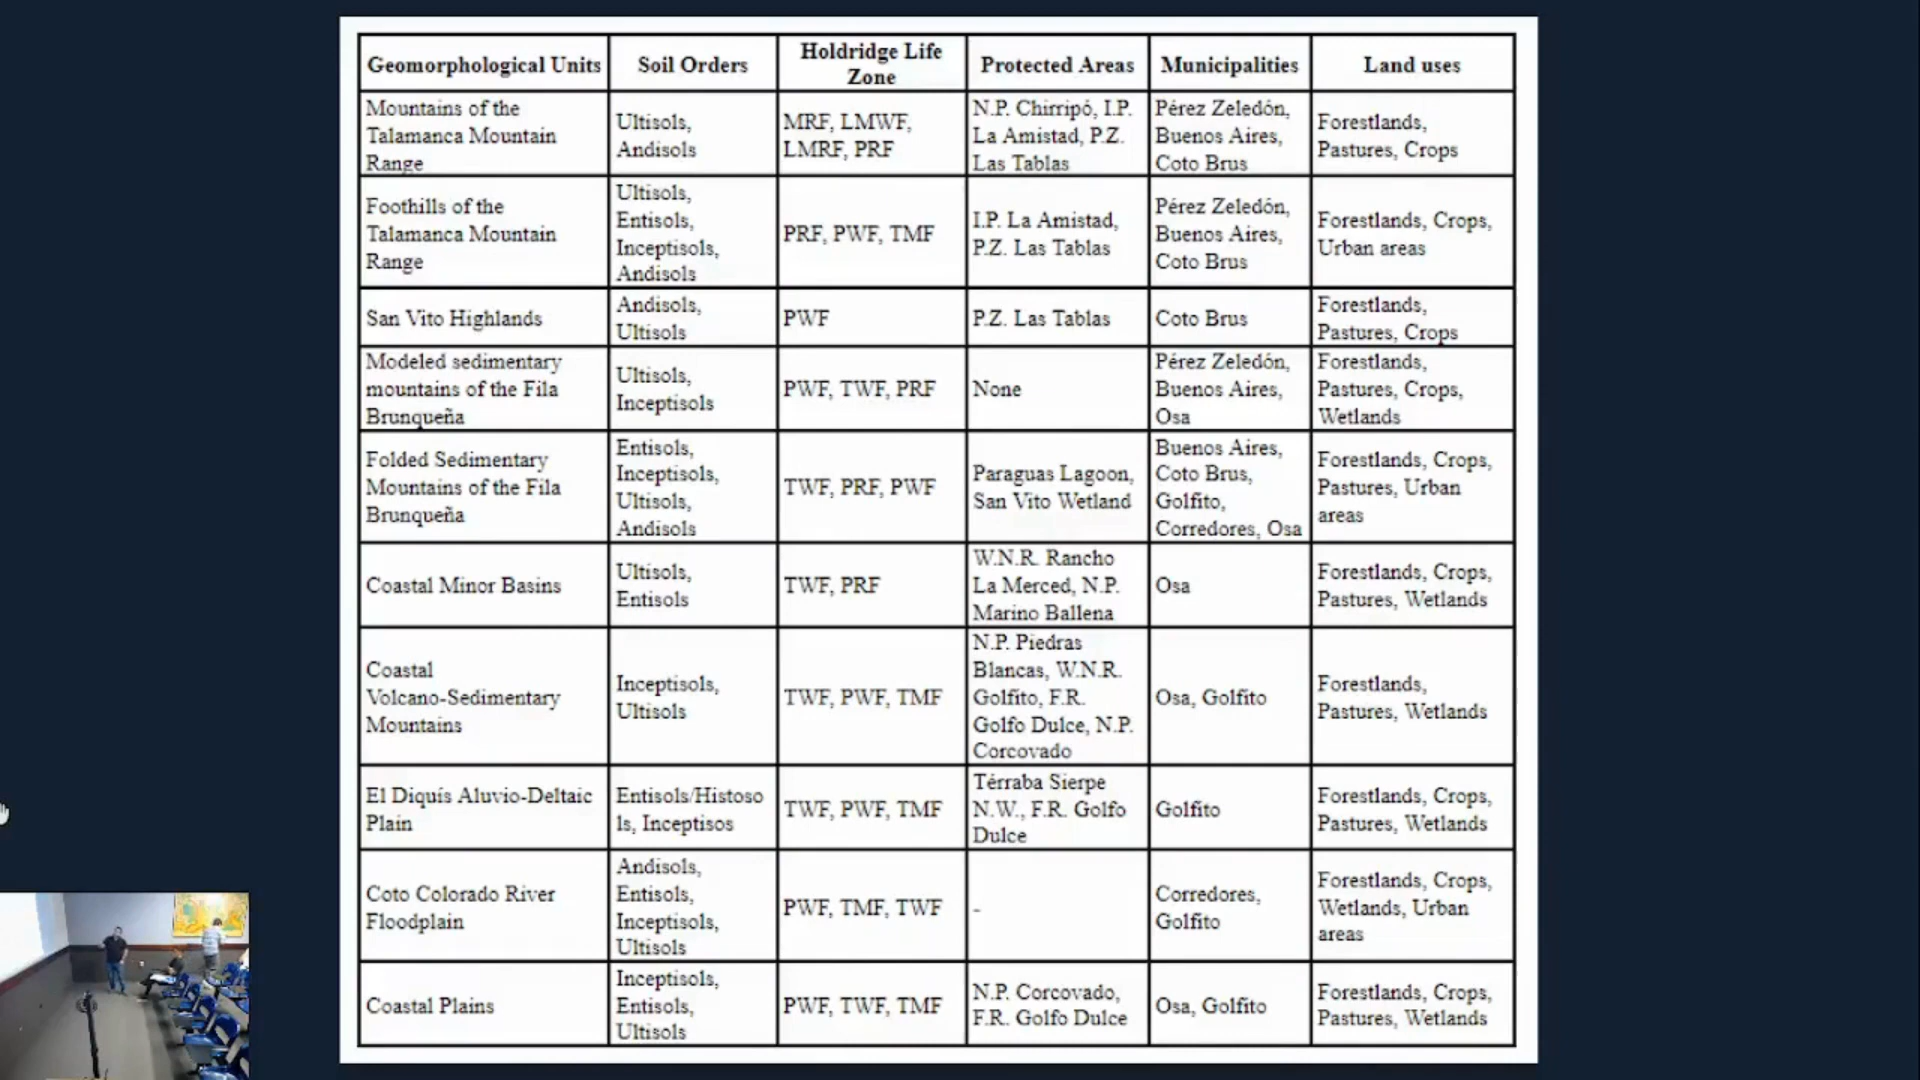 Geomorphological Units
Soil Orders
Holdridge Life
Zone
Protected Areas
Municipalities
Land uses
Mountains of the
Talamanca Mountain
Range
Ultisols,
Andisols
MRF, LMWF,
LMRF, PRF
N.P. Chirripó, I.P.
La Amistad, P.Z.
Las Tablas
Pérez Zeledón,
Buenos Aires,
Coto Brus
Forestlands,
Pastures, Crops
Foothills of the
Talamanca Mountain
Range
Ultisols,
Entisols,
Inceptisols,
Andisols
PRF, PWF, TMF
I.P. La Amistad,
P.Z. Las Tablas
Pérez Zeledón,
Buenos Aires,
Coto Brus
Forestlands, Crops,
Urban areas
San Vito Highlands
Andisols,
Ultisols
PWF
P.Z. Las Tablas
Coto Brus
Forestlands,
Pastures, Crops
Modeled sedimentary
mountains of the Fila
Brunqueña
Ultisols,
Inceptisols
PWF, TWF, PRF
None
Pérez Zeledón,
Buenos Aires,
Osa
Forestlands,
Pastures, Crops,
Wetlands
Folded Sedimentary
Mountains of the Fila
Brunqueña
Entisols,
Inceptisols,
Ultisols,
Andisols
TWF, PRF, PWF
Paraguas Lagoon,
San Vito Wetland
Buenos Aires,
Coto Brus,
Golfito,
Corredores, Osa
Forestlands, Crops,
Pastures, Urban
areas
Coastal Minor Basins
Ultisols,
Entisols
TWF, PRF
W.N.R. Rancho
La Merced, N.P.
Marino Ballena
Osa
Forestlands, Crops,
Pastures, Wetlands
Coastal
Volcano-Sedimentary
Mountains
Inceptisols,
Ultisols
TWF, PWF, TMF
N.P. Piedras
Blancas, W.N.R.
Golfito, F.R.
Golfo Dulce, N.P.
Corcovado
Osa, Golfito
Forestlands,
Pastures, Wetlands
El Diquís Aluvio-Deltaic
Plain
Entisols/Histoso
ls, Inceptisos
TWF, PWF, TMF
Térraba Sierpe
N.W., F.R. Golfo
Dulce
Golfito
Forestlands, Crops,
Pastures, Wetlands
Coto Colorado River
Floodplain
Andisols,
Entisols,
Inceptisols,
Ultisols
PWF, TMF, TWF
-
Corredores,
Golfito
Forestlands, Crops,
Wetlands, Urban
areas
Coastal Plains
Inceptisols,
Entisols,
Ultisols
PWF, TWF, TMF
N.P. Corcovado,
F.R. Golfo Dulce
Osa, Golfito
Forestlands, Crops,
Pastures, Wetlands